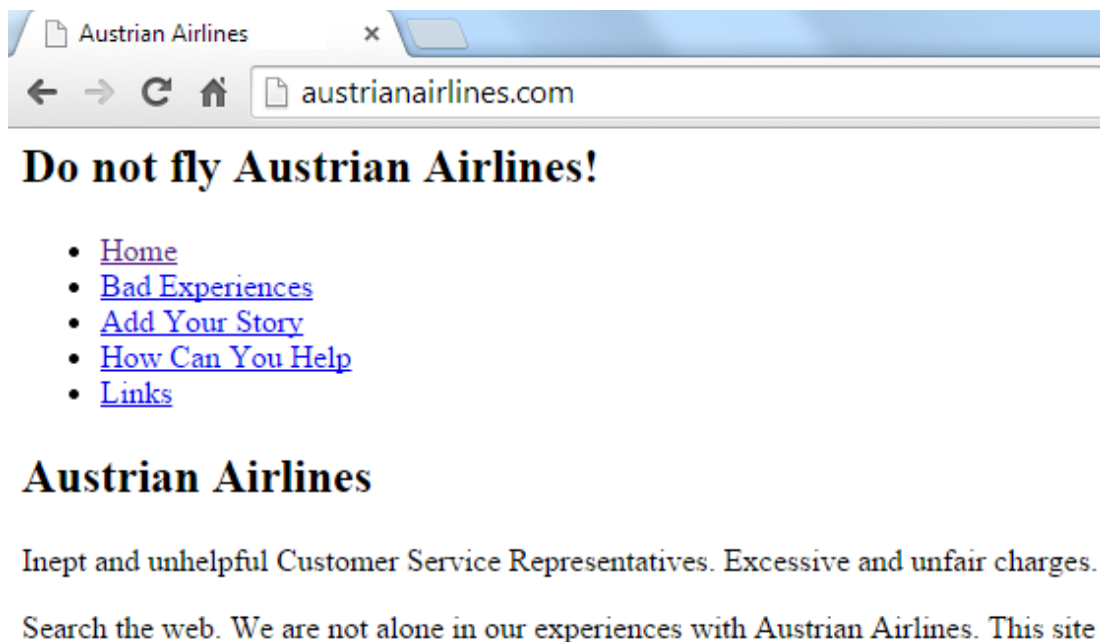 Austrian Airlines
austrianairlines.com
Do not fly Austrian Airlines!
Home
Bad Experiences
Add Your Story
How Can You Help
Links
Austrian Airlines
Inept and unhelpful Customer Service Representatives. Excessive and unfair charges.
Search the web. We are not alone in our experiences with Austrian Airlines. This site